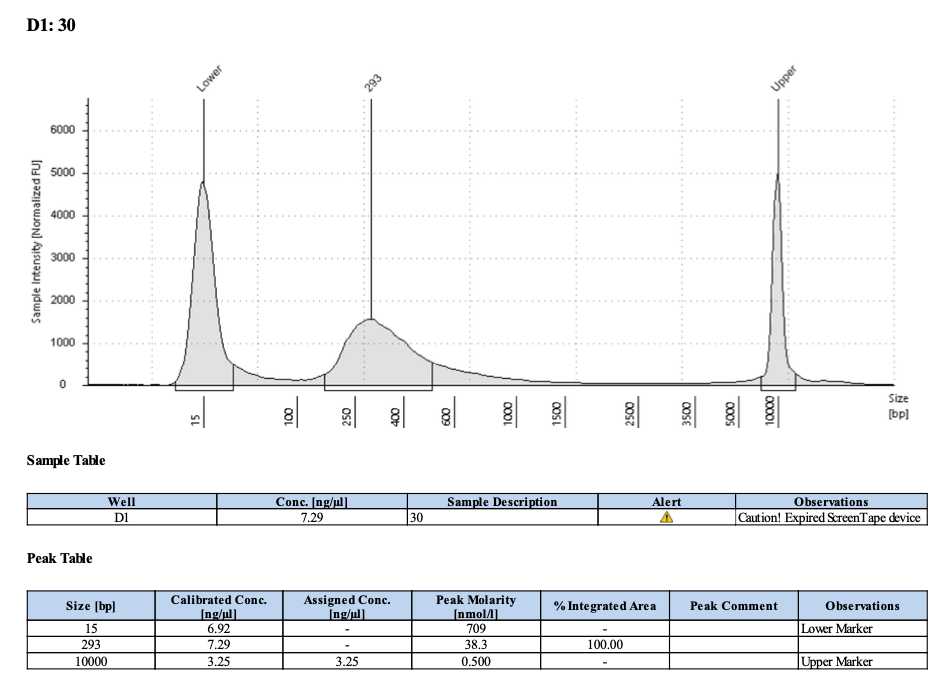 D1: 30
Lower
293
Upper
Sample Intensity [Normalized FU]
6000
5000
4000
3000
2000
1000
0
15
100
250
400
600
1000
1500
2500
3500
5000
10000
Size
[bp]
Sample Table
Well Conc. [ng/µl] Sample Description Alert Observations
D1 7.29 30 Caution! Expired ScreenTape device
Peak Table
Size [bp] Calibrated Conc. [ng/µl] Assigned Conc. [ng/µl] Peak Molarity [nmol/l] % Integrated Area Peak Comment Observations
15 6.92 - 709 - Lower Marker
293 7.29 - 38.3 100.00
10000 3.25 3.25 0.500 - Upper Marker